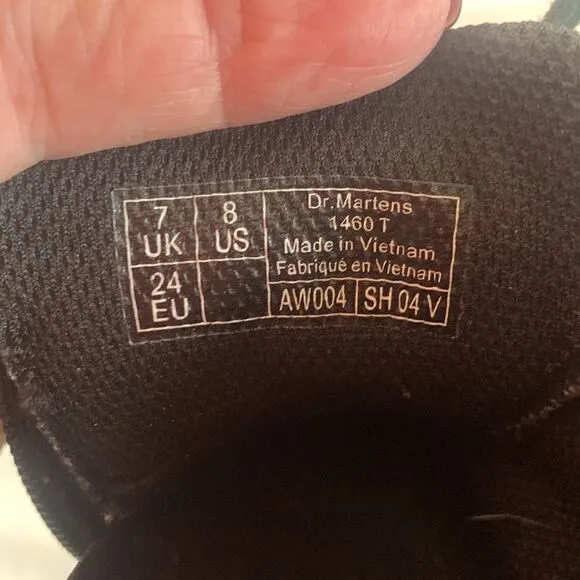 7
UK
8
US
24
EU
Dr.Martens
1460 T
Made in Vietnam
Fabriqué en Vietnam
AW004
SH 04 V